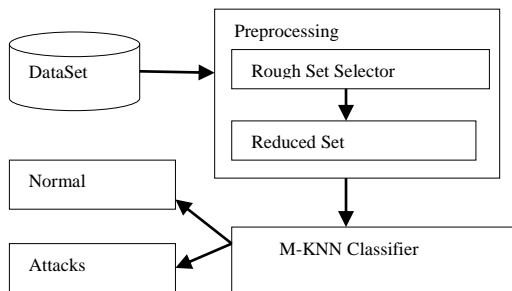 Preprocessing
DataSet
Rough Set Selector
Reduced Set
Normal
M-KNN Classifier
Attacks